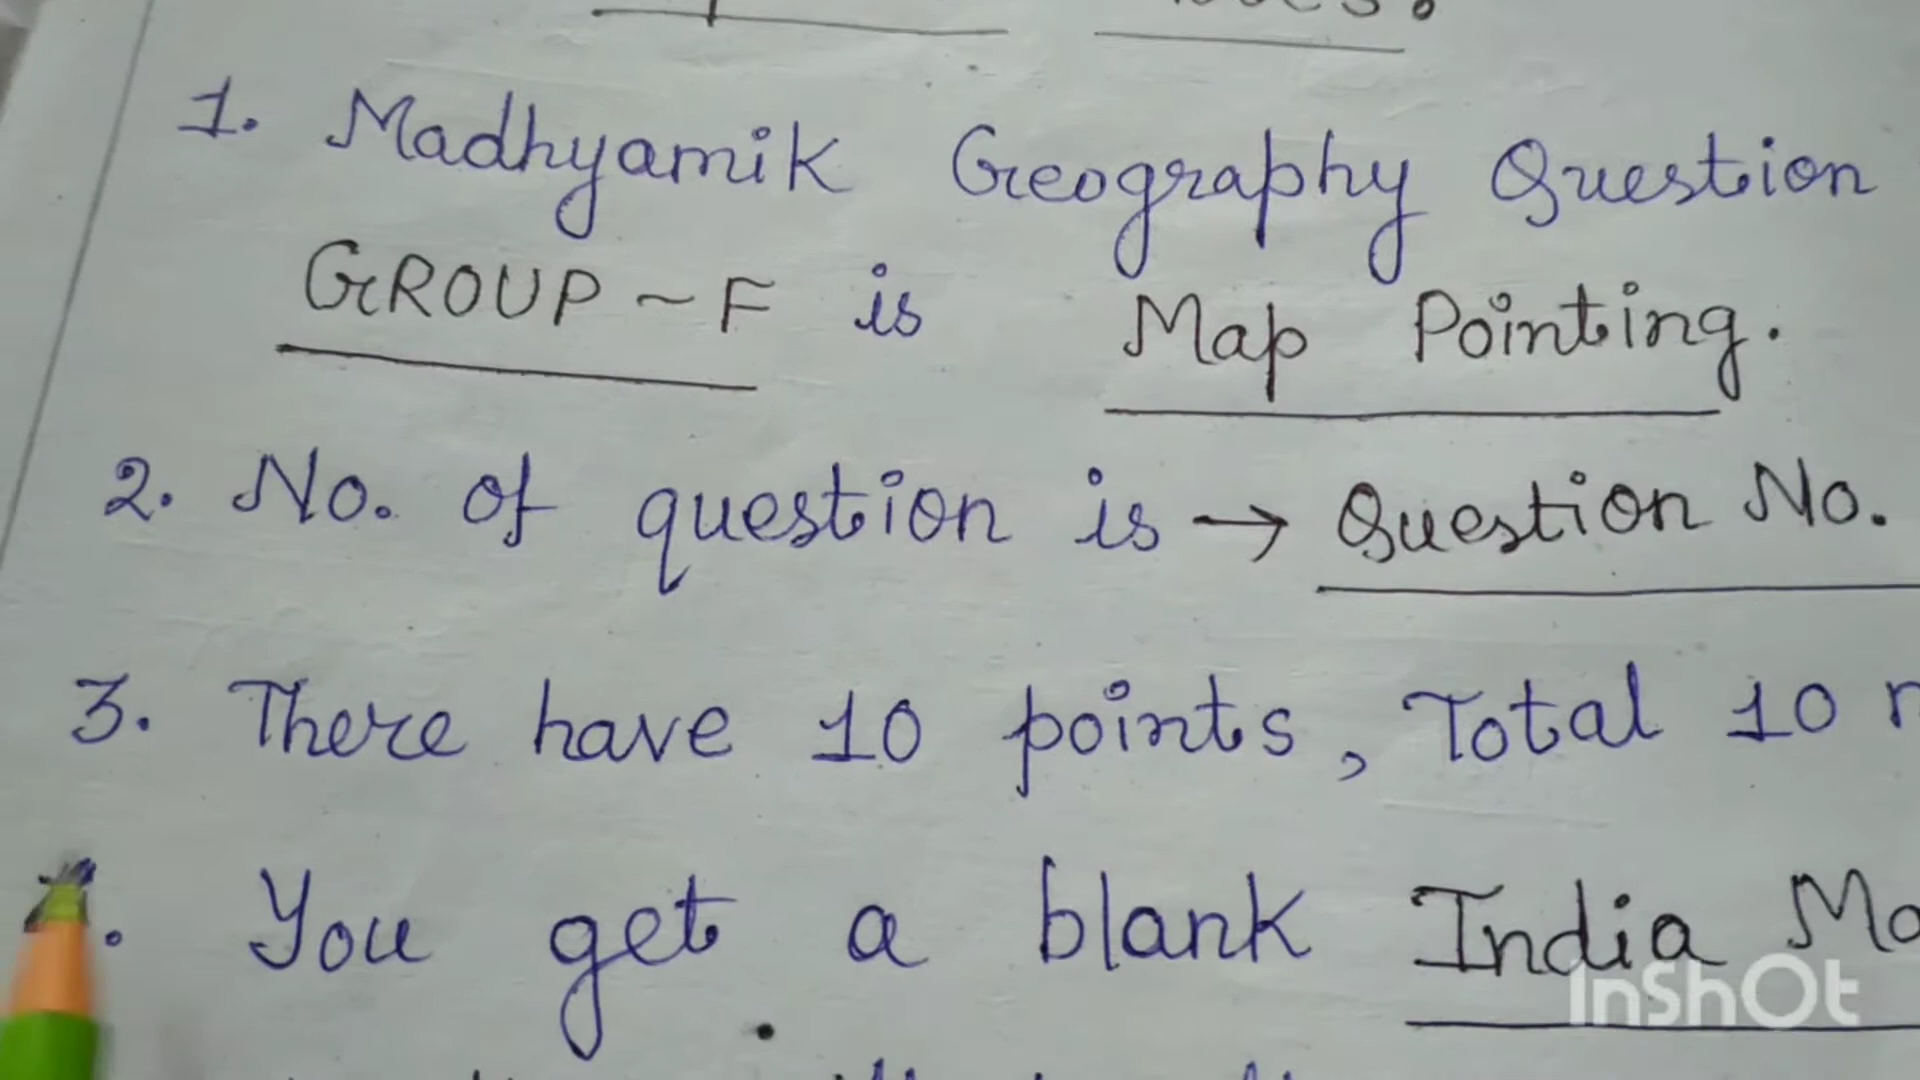 1. Madhyamik Geography Question
GROUP ~ F is Map Pointing.
2. No. of question is → Question No.
3. There have 10 points, Total 10
. You get a blank India
InShOt